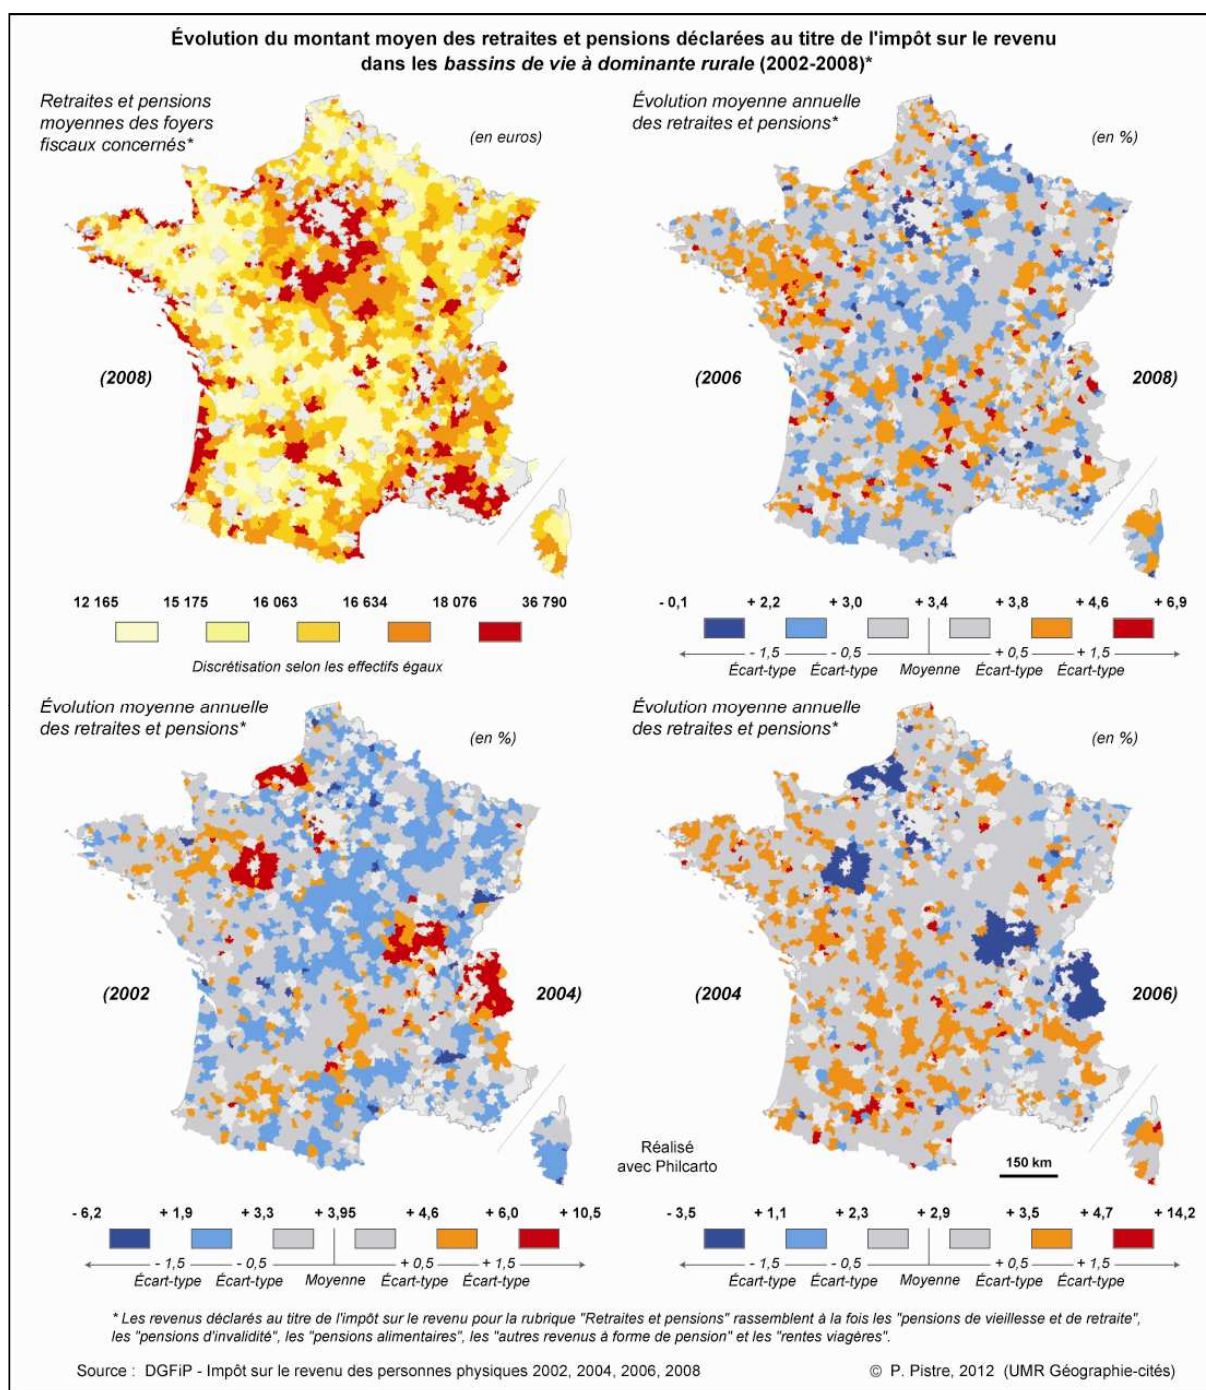 Évolution du montant moyen des retraites et pensions déclarées au titre de l'impôt sur le revenu
dans les bassins de vie à dominante rurale (2002-2008)*
Retraites et pensions
moyennes des foyers
fiscaux concernés*
(en euros)
(2008)
12 165 15 175 16 063 16 634 18 076 36 790
Discrétisation selon les effectifs égaux
Évolution moyenne annuelle
des retraites et pensions*
(en %)
(2006 2008)
- 0,1 + 2,2 + 3,0 + 3,4 + 3,8 + 4,6 + 6,9
- 1,5 - 0,5 + 0,5 + 1,5
Écart-type Écart-type Moyenne Écart-type Écart-type
Évolution moyenne annuelle
des retraites et pensions*
(en %)
(2002 2004)
- 6,2 + 1,9 + 3,3 + 3,95 + 4,6 + 6,0 + 10,5
- 1,5 - 0,5 + 0,5 + 1,5
Écart-type Écart-type Moyenne Écart-type Écart-type
Évolution moyenne annuelle
des retraites et pensions*
(en %)
(2004 2006)
Réalisé
avec Philcarto
150 km
- 3,5 + 1,1 + 2,3 + 2,9 + 3,5 + 4,7 + 14,2
- 1,5 - 0,5 + 0,5 + 1,5
Écart-type Écart-type Moyenne Écart-type Écart-type
* Les revenus déclarés au titre de l'impôt sur le revenu pour la rubrique "Retraites et pensions" rassemblent à la fois les "pensions de vieillesse et de retraite",
les "pensions d'invalidité", les "pensions alimentaires", les "autres revenus à forme de pension" et les "rentes viagères".
Source : DGFiP - Impôt sur le revenu des personnes physiques 2002, 2004, 2006, 2008
© P. Pistre, 2012 (UMR Géographie-cités)